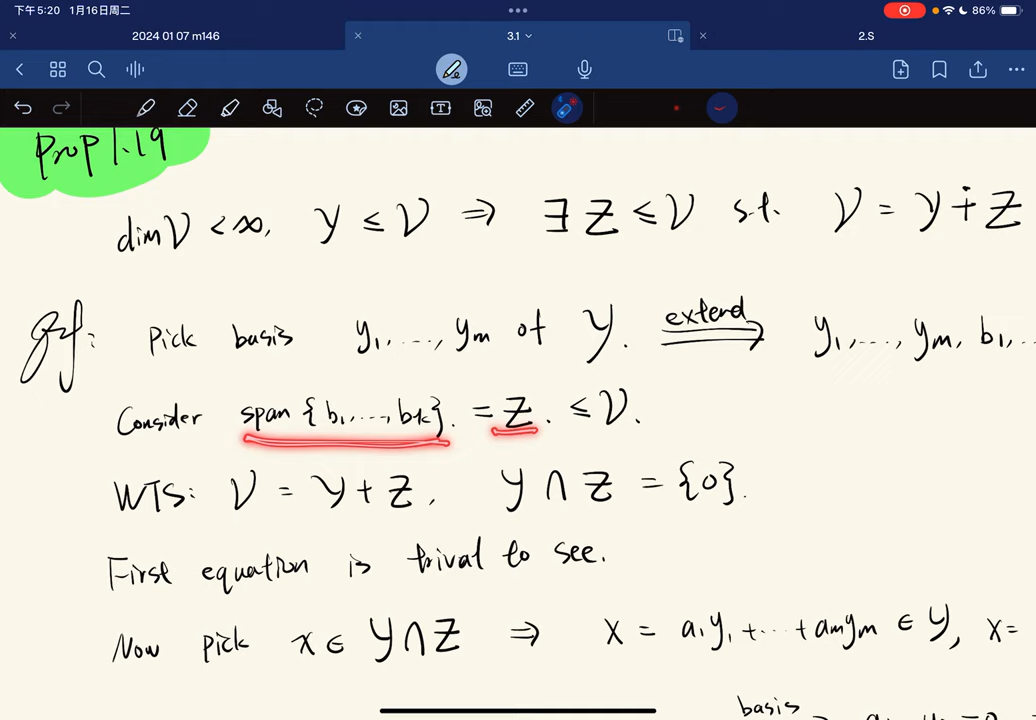 下午5:20 1月16日周二 86%
2024 01 07 m146 3.1 2.S
Prop 1.19
dim V < ∞, Y ≤ V ⇒ ∃ Z ≤ V s.t. V = Y ∔ Z
pf: Pick basis y₁, ..., yₘ of Y. extend ⇒ y₁, ..., yₘ, b₁, ...
Consider span {b₁, ..., bₖ}. = Z. ≤ V.
WTS: V = Y + Z, Y ∩ Z = {0}.
First equation is trival to see.
Now pick x ∈ Y ∩ Z ⇒ x = a₁y₁ + ... + aₘyₘ ∈ Y, x =
basis